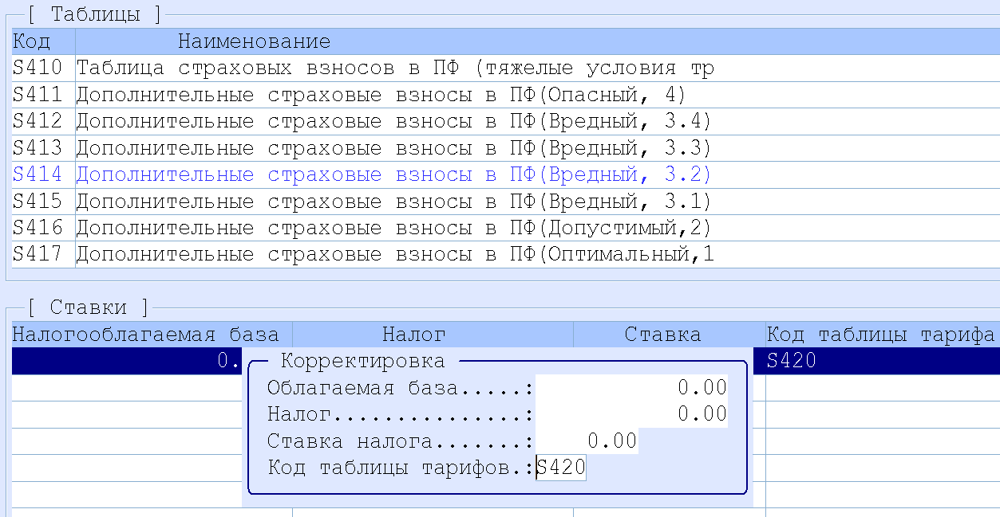 [ Таблицы ]
Код Наименование
S410 Таблица страховых взносов в ПФ (тяжелые условия тр
S411 Дополнительные страховые взносы в ПФ(Опасный, 4)
S412 Дополнительные страховые взносы в ПФ(Вредный, 3.4)
S413 Дополнительные страховые взносы в ПФ(Вредный, 3.3)
S414 Дополнительные страховые взносы в ПФ(Вредный, 3.2)
S415 Дополнительные страховые взносы в ПФ(Вредный, 3.1)
S416 Дополнительные страховые взносы в ПФ(Допустимый,2)
S417 Дополнительные страховые взносы в ПФ(Оптимальный,1
[ Ставки ]
Налогооблагаемая база Налог Ставка Код таблицы тарифа
0. S420
Корректировка
Облагаемая база.....: 0.00
Налог...............: 0.00
Ставка налога.......: 0.00
Код таблицы тарифов.:S420